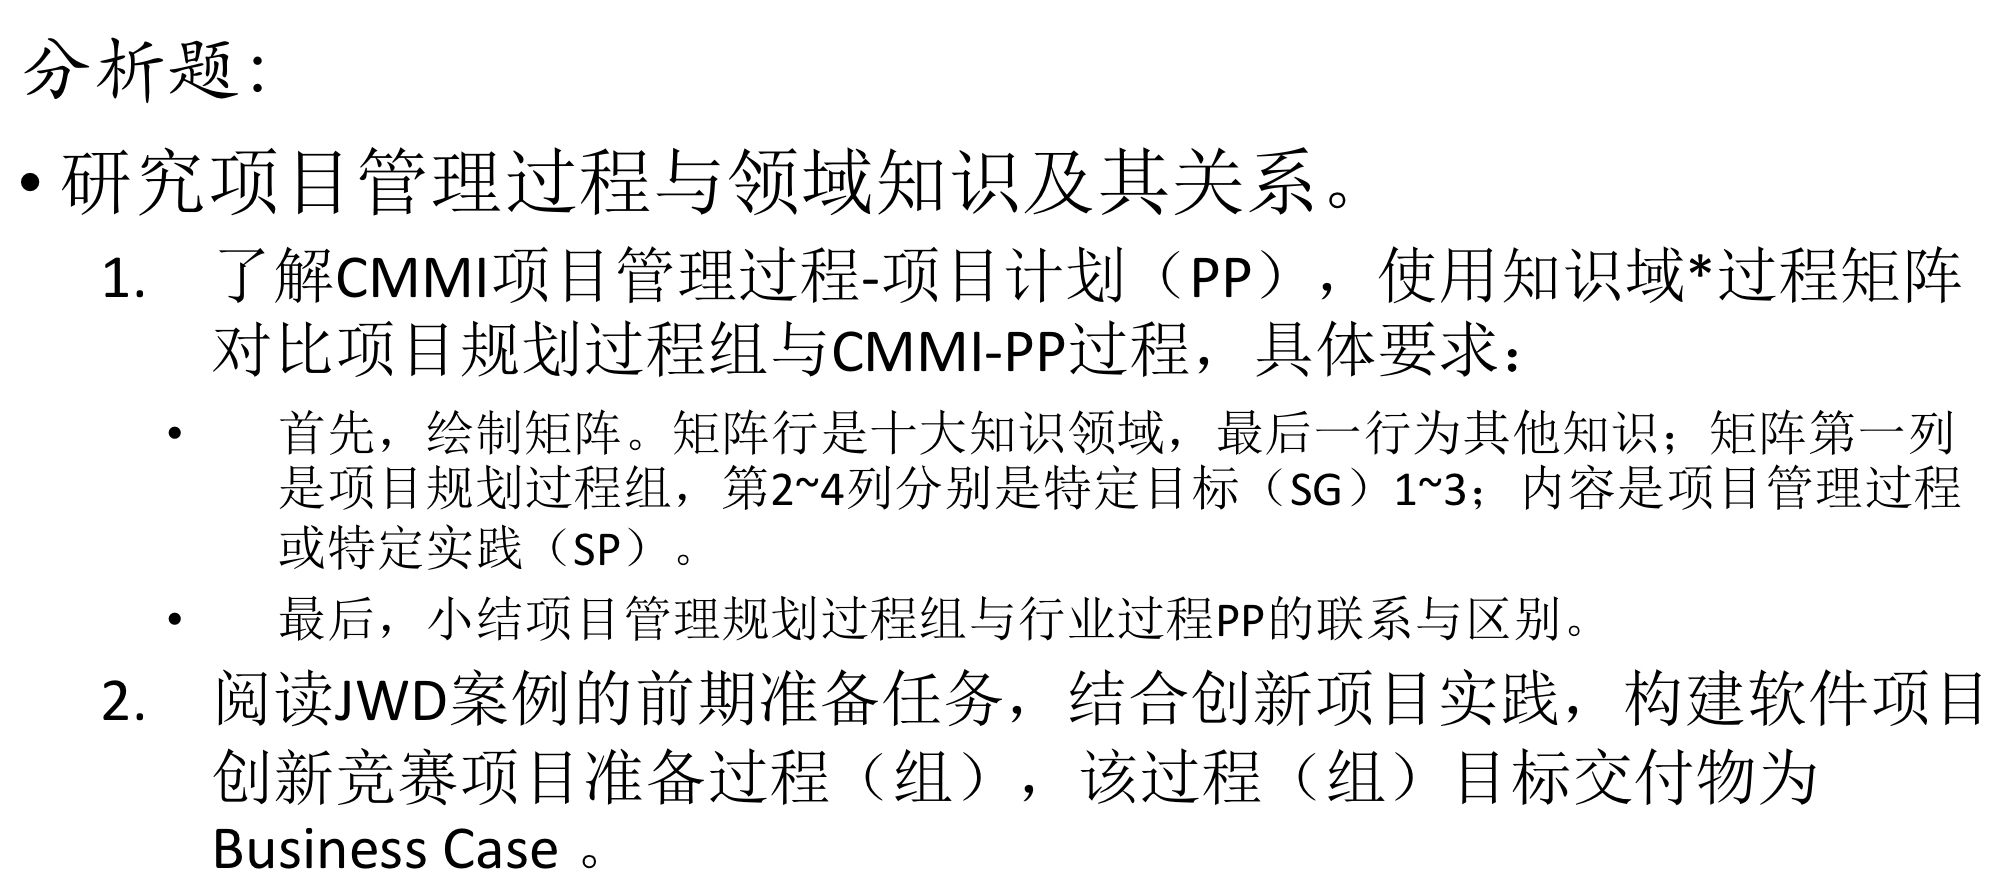 分析题：
• 研究项目管理过程与领域知识及其关系。
1. 了解CMMI项目管理过程-项目计划（PP），使用知识域*过程矩阵
对比项目规划过程组与CMMI-PP过程，具体要求：
• 首先，绘制矩阵。矩阵行是十大知识领域，最后一行为其他知识；矩阵第一列
是项目规划过程组，第2~4列分别是特定目标（SG）1~3；内容是项目管理过程
或特定实践（SP）。
• 最后，小结项目管理规划过程组与行业过程PP的联系与区别。
2. 阅读JWD案例的前期准备任务，结合创新项目实践，构建软件项目
创新竞赛项目准备过程（组），该过程（组）目标交付物为
Business Case 。